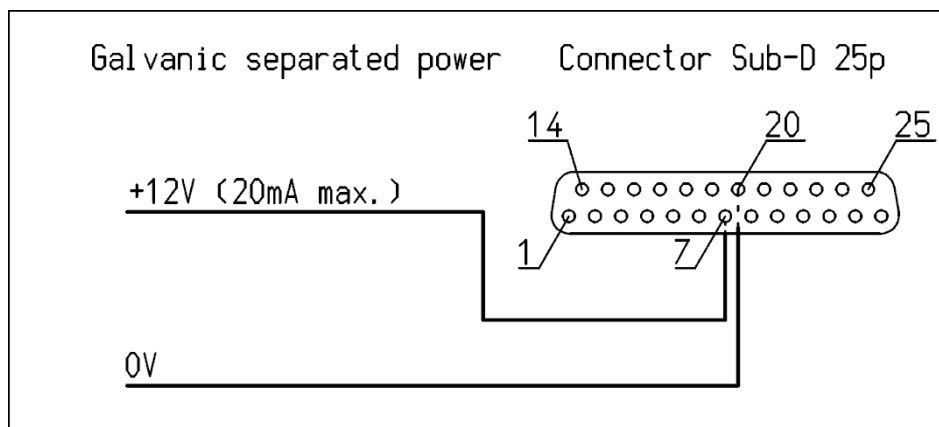 Galvanic separated power
Connector Sub-D 25p
14
20
25
+12V (20mA max.)
1
7
0V